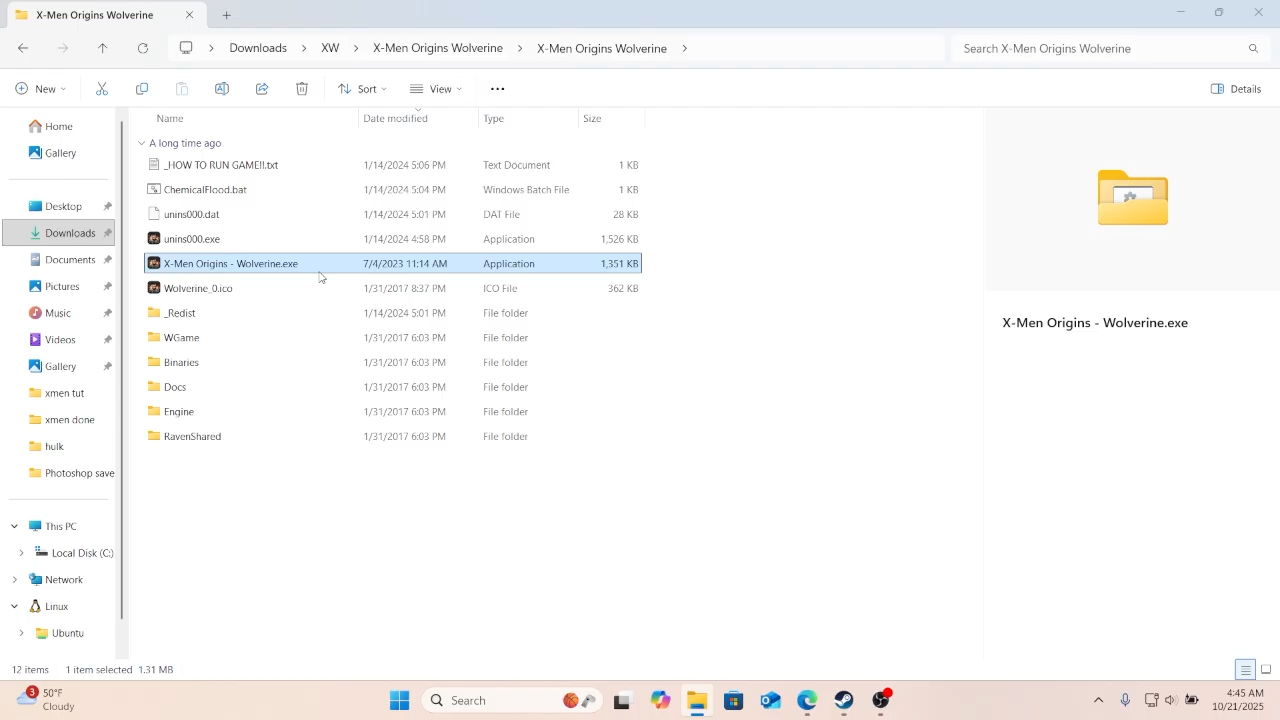 X-Men Origins Wolverine
Downloads XW X-Men Origins Wolverine X-Men Origins Wolverine
Search X-Men Origins Wolverine
New Sort View Details
Name Date modified Type Size
A long time ago
_HOW TO RUN GAME!!.txt 1/14/2024 5:06 PM Text Document 1 KB
ChemicalFlood.bat 1/14/2024 5:04 PM Windows Batch File 1 KB
unins000.dat 1/14/2024 5:01 PM DAT File 28 KB
unins000.exe 1/14/2024 4:58 PM Application 1,526 KB
X-Men Origins - Wolverine.exe 7/4/2023 11:14 AM Application 1,351 KB
Wolverine_0.ico 1/31/2017 8:37 PM ICO File 362 KB
_Redist 1/14/2024 5:01 PM File folder
WGame 1/31/2017 6:03 PM File folder
Binaries 1/31/2017 6:03 PM File folder
Docs 1/31/2017 6:03 PM File folder
Engine 1/31/2017 6:03 PM File folder
RavenShared 1/31/2017 6:03 PM File folder
Home
Gallery
Desktop
Downloads
Documents
Pictures
Music
Videos
Gallery
xmen tut
xmen done
hulk
Photoshop save
This PC
Local Disk (C:)
Network
Linux
Ubuntu
X-Men Origins - Wolverine.exe
12 items 1 item selected 1.31 MB
3
50°F
Cloudy
Search
4:45 AM
10/21/2025